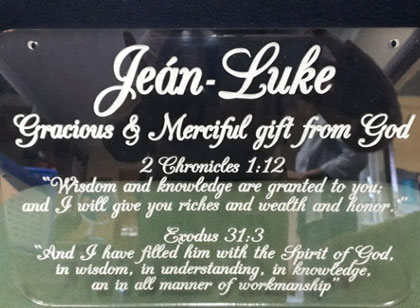 Jeán-Luke
Gracious & Merciful gift from God
2 Chronicles 1:12
"Wisdom and knowledge are granted to you;
and I will give you riches and wealth and honor."
Exodus 31:3
"And I have filled him with the Spirit of God,
in wisdom, in understanding, in knowledge,
an in all manner of workmanship"